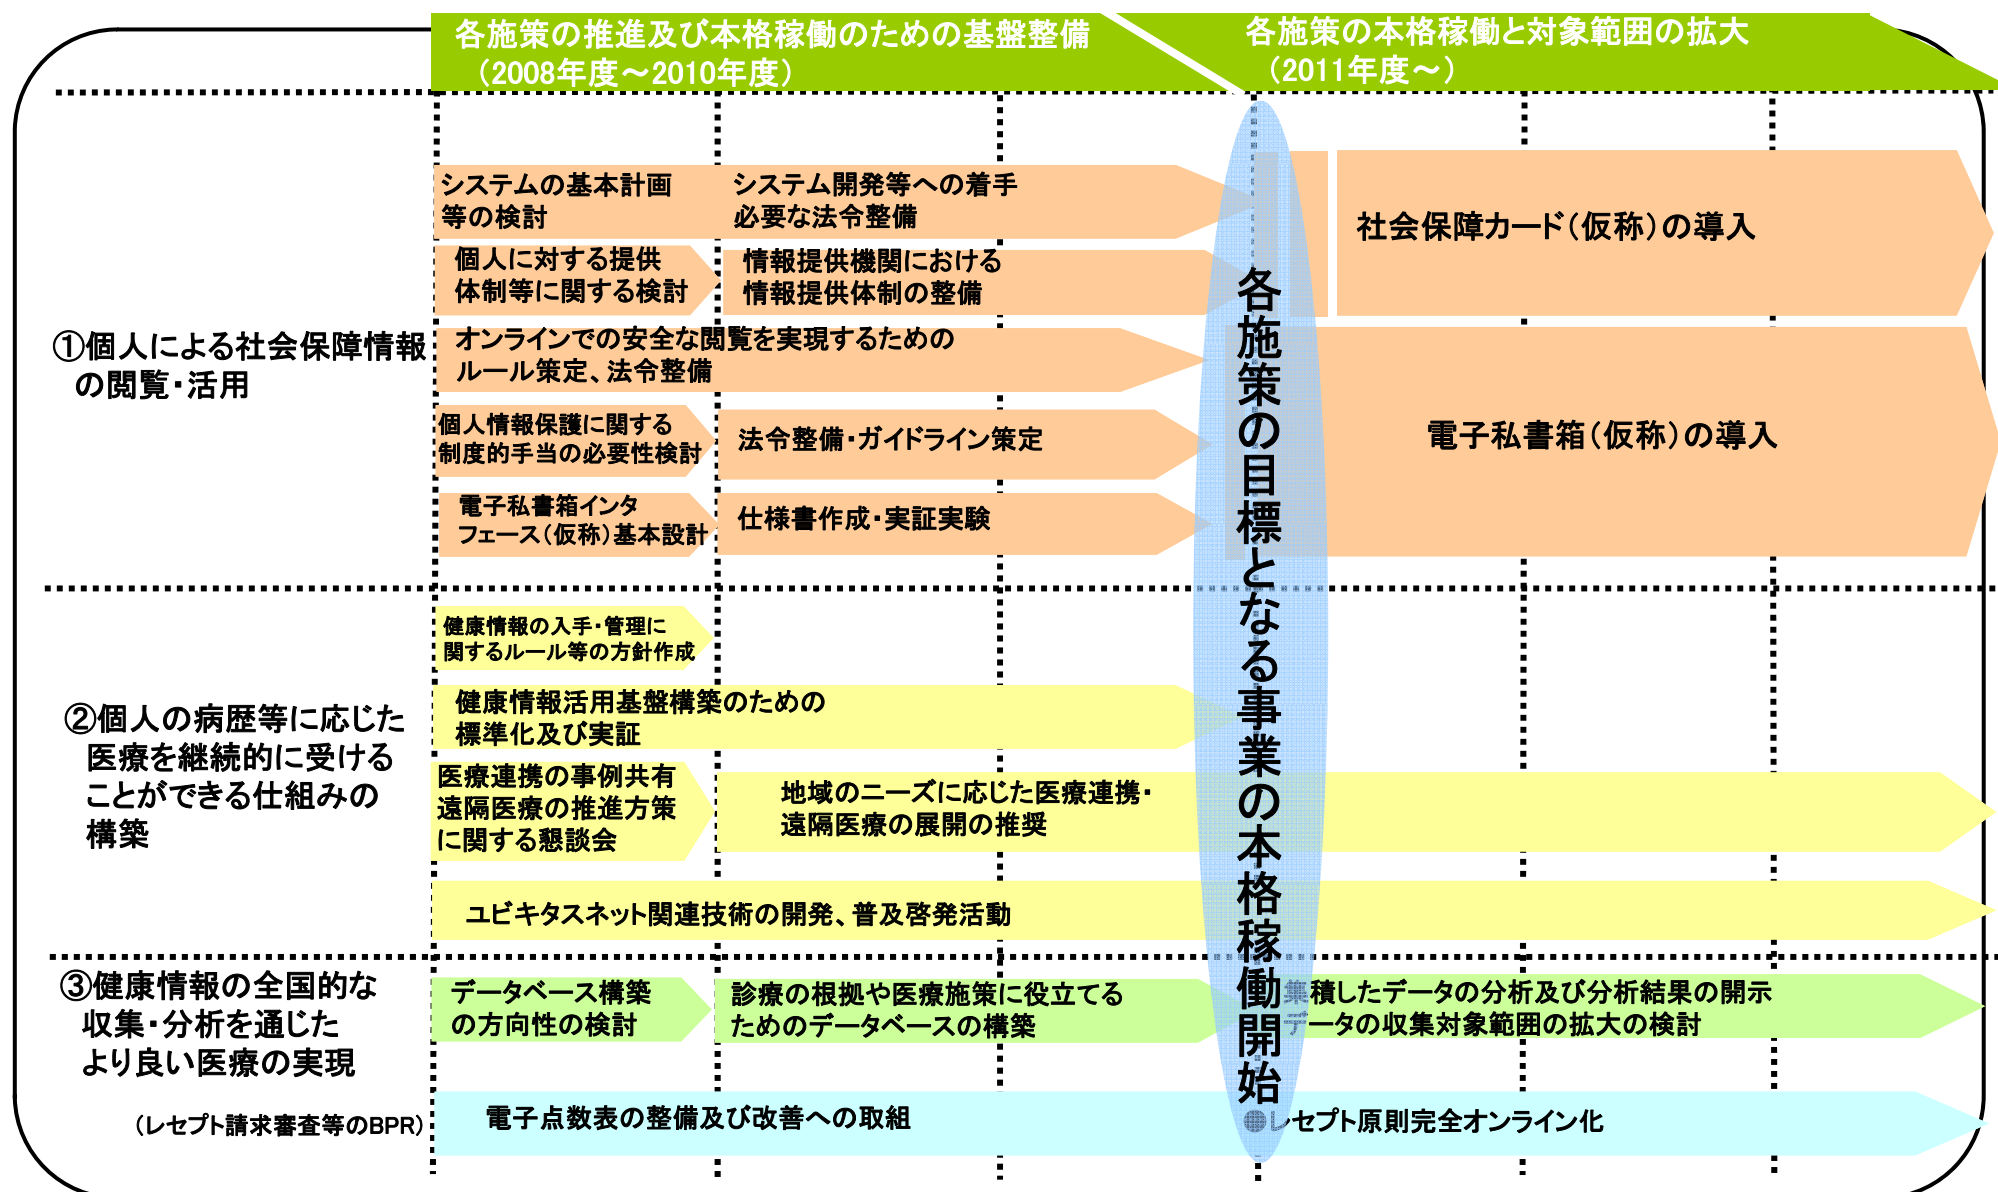 各施策の推進及び本格稼働のための基盤整備
（2008年度～2010年度）
各施策の本格稼働と対象範囲の拡大
（2011年度～）
①個人による社会保障情報
の閲覧・活用
システムの基本計画
等の検討
システム開発等への着手
必要な法令整備
個人に対する提供
体制等に関する検討
情報提供機関における
情報提供体制の整備
オンラインでの安全な閲覧を実現するための
ルール策定、法令整備
個人情報保護に関する
制度的手当の必要性検討
法令整備・ガイドライン策定
電子私書箱インタ
フェース（仮称）基本設計
仕様書作成・実証実験
社会保障カード（仮称）の導入
電子私書箱（仮称）の導入
各施策の目標となる事業の本格稼働開始
②個人の病歴等に応じた
医療を継続的に受ける
ことができる仕組みの
構築
健康情報の入手・管理に
関するルール等の方針作成
健康情報活用基盤構築のための
標準化及び実証
医療連携の事例共有
遠隔医療の推進方策
に関する懇談会
地域のニーズに応じた医療連携・
遠隔医療の展開の推奨
ユビキタスネット関連技術の開発、普及啓発活動
③健康情報の全国的な
収集・分析を通じた
より良い医療の実現
データベース構築
の方向性の検討
診療の根拠や医療施策に役立てる
ためのデータベースの構築
集積したデータの分析及び分析結果の開示
データの収集対象範囲の拡大の検討
（レセプト請求審査等のBPR）
電子点数表の整備及び改善への取組
●レセプト原則完全オンライン化